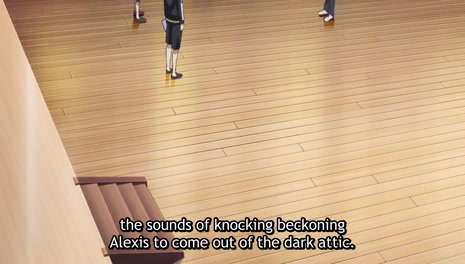 the sounds of knocking beckoning
Alexis to come out of the dark attic.